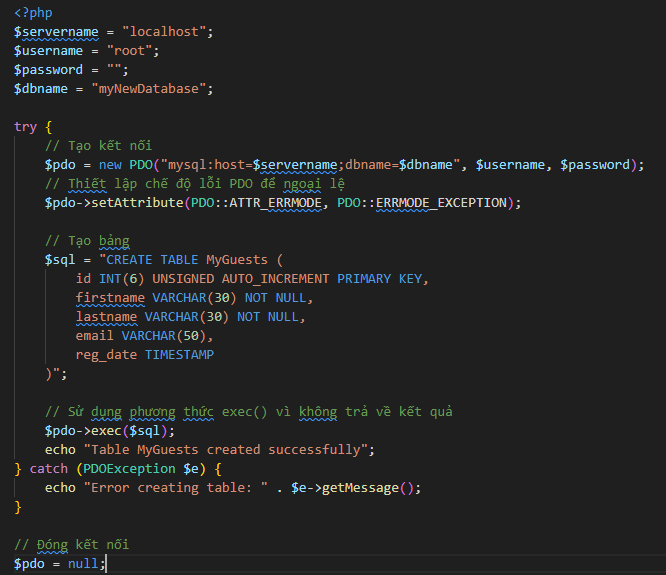 <?php
$servername = "localhost";
$username = "root";
$password = "";
$dbname = "myNewDatabase";

try {
    // Tạo kết nối
    $pdo = new PDO("mysql:host=$servername;dbname=$dbname", $username, $password);
    // Thiết lập chế độ lỗi PDO để ngoại lệ
    $pdo->setAttribute(PDO::ATTR_ERRMODE, PDO::ERRMODE_EXCEPTION);

    // Tạo bảng
    $sql = "CREATE TABLE MyGuests (
        id INT(6) UNSIGNED AUTO_INCREMENT PRIMARY KEY,
        firstname VARCHAR(30) NOT NULL,
        lastname VARCHAR(30) NOT NULL,
        email VARCHAR(50),
        reg_date TIMESTAMP
    )";

    // Sử dụng phương thức exec() vì không trả về kết quả
    $pdo->exec($sql);
    echo "Table MyGuests created successfully";
} catch (PDOException $e) {
    echo "Error creating table: " . $e->getMessage();
}

// Đóng kết nối
$pdo = null;